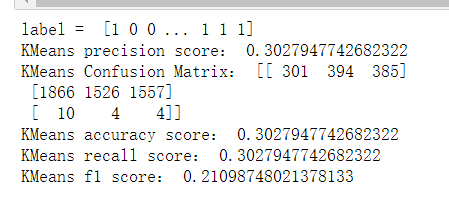 label =  [1 0 0 ... 1 1 1]
KMeans precision score:  0.3027947742682322
KMeans Confusion Matrix:  [[ 301  394  385]
 [1866 1526 1557]
 [  10    4    4]]
KMeans accuracy score:  0.3027947742682322
KMeans recall score:  0.3027947742682322
KMeans f1 score:  0.21098748021378133